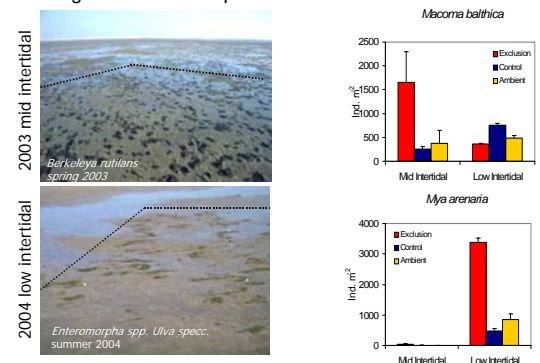 2003 mid intertidal
Berkeleya rutilans
spring 2003
2004 low intertidal
Enteromorpha spp. Ulva specc.
summer 2004
Macoma balthica
2500
2000
1500
1000
500
0
Ind. m⁻²
Exclusion
Control
Ambient
Mid Intertidal Low Intertidal
Mya arenaria
4000
3000
2000
1000
0
Ind. m⁻²
Exclusion
Control
Ambient
Mid Intertidal Low Intertidal